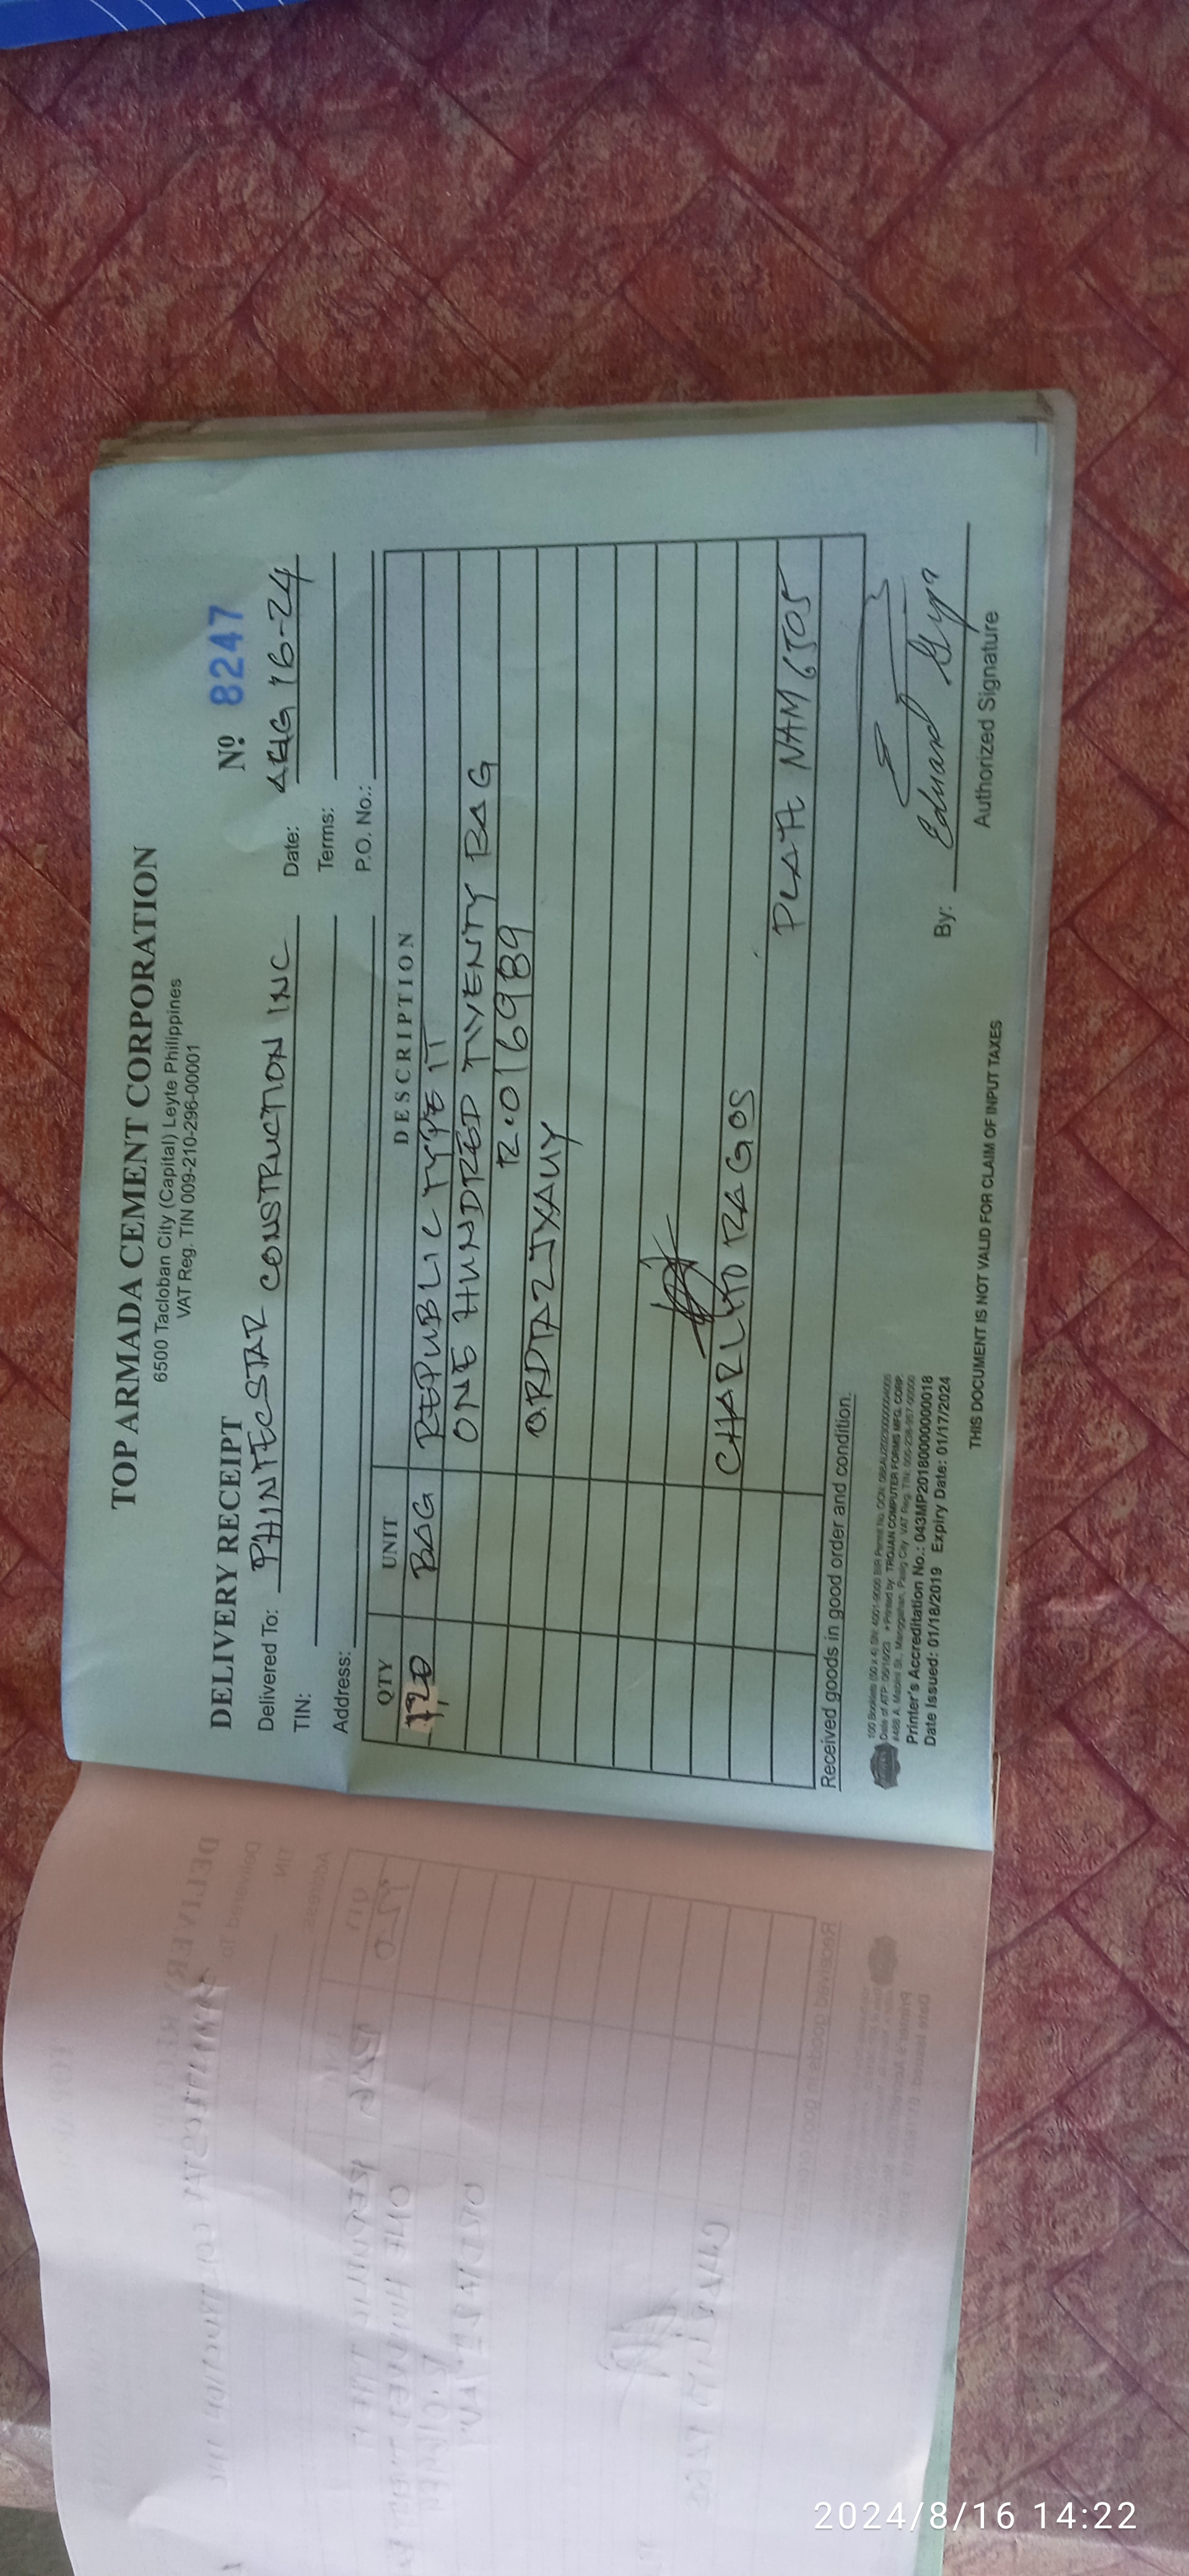 TOP ARMADA CEMENT CORPORATION
6500 Tacloban City (Capital) Leyte Philippines
VAT Reg. TIN 009-210-296-00001
DELIVERY RECEIPT
Nº 8247
Delivered To: PHINTECSTAR CONSTRUCTION INC
Date: AUG 16-24
TIN:
Terms:
Address:
P.O. No.:
QTY UNIT DESCRIPTION
120 BAG REPUBLIC TYPE 1T
ONE HUNDRED TWENTY BAG
R.016989
CHARLITO RAGOS
PLATE NAM 6505
Received goods in good order and condition.
By:
Authorized Signature
Printer's Accreditation No.: 043MP20180000000018
Date Issued: 01/18/2019 Expiry Date: 01/17/2024
THIS DOCUMENT IS NOT VALID FOR CLAIM OF INPUT TAXES
2024/8/16 14:22